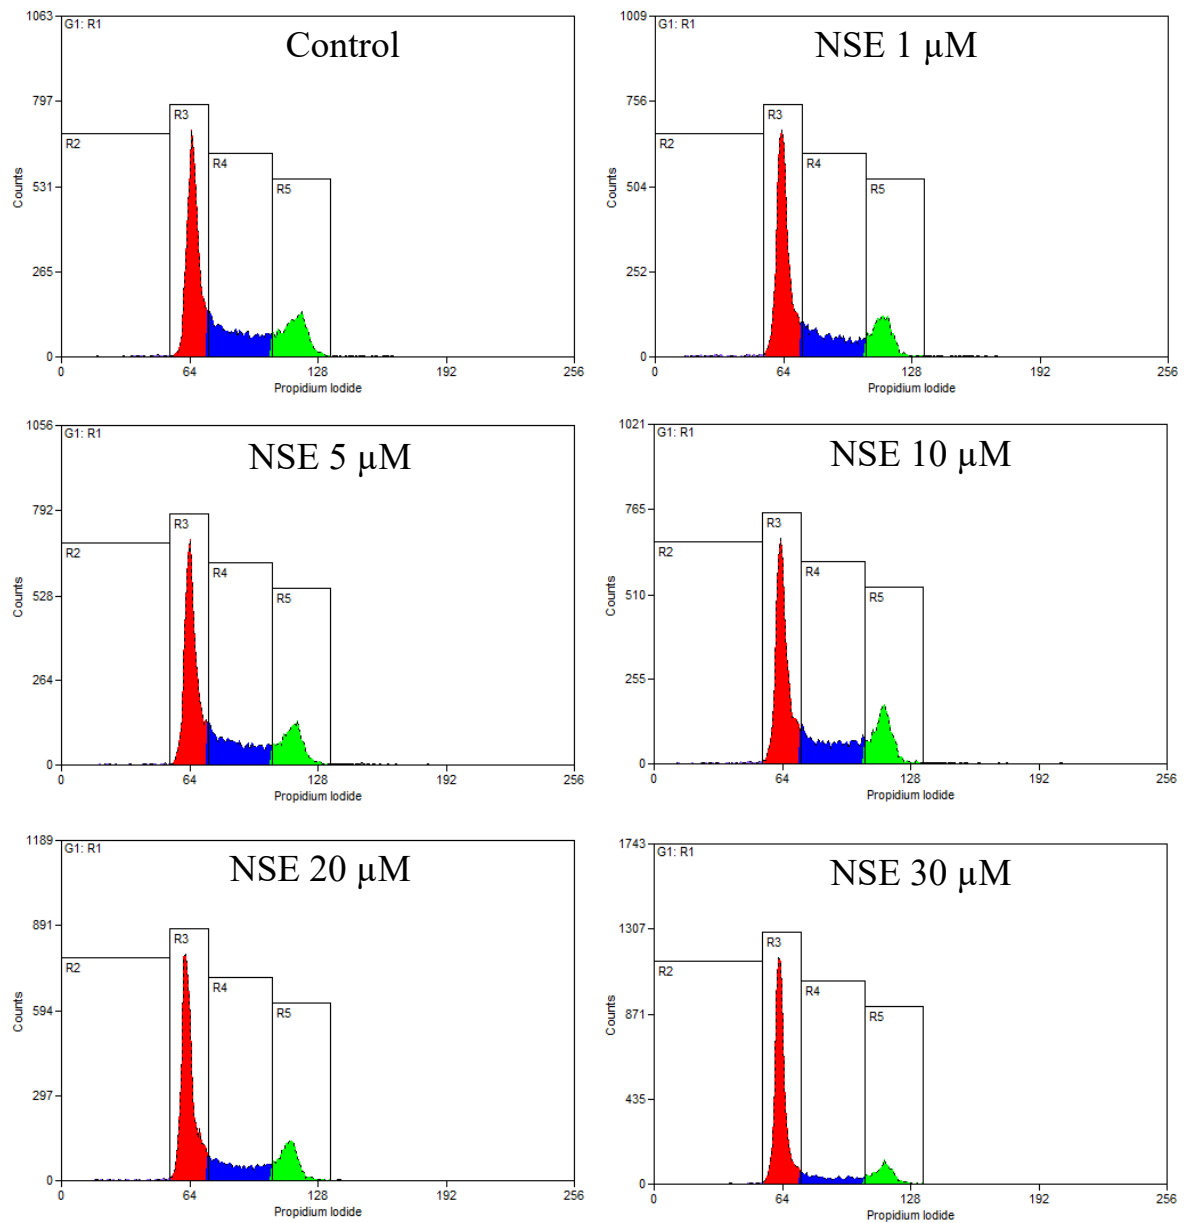 G1: R1
Control
1063
797
531
265
0
Counts
R2
R3
R4
R5
0 64 128 192 256
Propidium Iodide
G1: R1
NSE 1 µM
1009
756
504
252
0
Counts
R2
R3
R4
R5
0 64 128 192 256
Propidium Iodide
G1: R1
NSE 5 µM
1056
792
528
264
0
Counts
R2
R3
R4
R5
0 64 128 192 256
Propidium Iodide
G1: R1
NSE 10 µM
1021
765
510
255
0
Counts
R2
R3
R4
R5
0 64 128 192 256
Propidium Iodide
G1: R1
NSE 20 µM
1189
891
594
297
0
Counts
R2
R3
R4
R5
0 64 128 192 256
Propidium Iodide
G1: R1
NSE 30 µM
1743
1307
871
435
0
Counts
R2
R3
R4
R5
0 64 128 192 256
Propidium Iodide